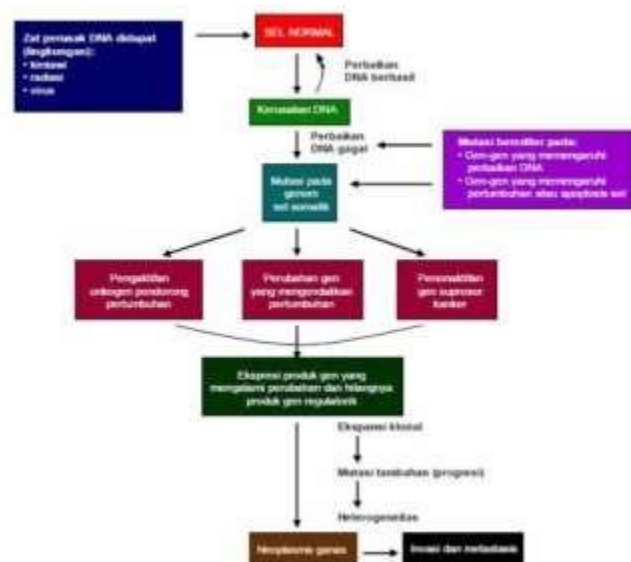 Zat perusak DNA didapat
(lingkungan):
• kimiawi
• radiasi
• virus
SEL NORMAL
Perbaikan
DNA berhasil
Kerusakan DNA
Perbaikan
DNA gagal
Mutasi bersifat pada:
• Gen-gen yang memengaruhi
perbaikan DNA
• Gen-gen yang memengaruhi
pertumbuhan atau apoptosis sel
Mutasi pada
genom
sel somatik
Pengaktifan
onkogen pendorong
pertumbuhan
Perubahan gen
yang mengendalikan
pertumbuhan
Penonaktifan
gen supresor
kanker
Ekspresi produk gen yang
mengalami perubahan dan hilangnya
produk gen regulatorik
Ekspansi klonal
Mutasi tambahan (progresi)
Heterogenitas
Neoplasma ganas
Invasi dan metastasis